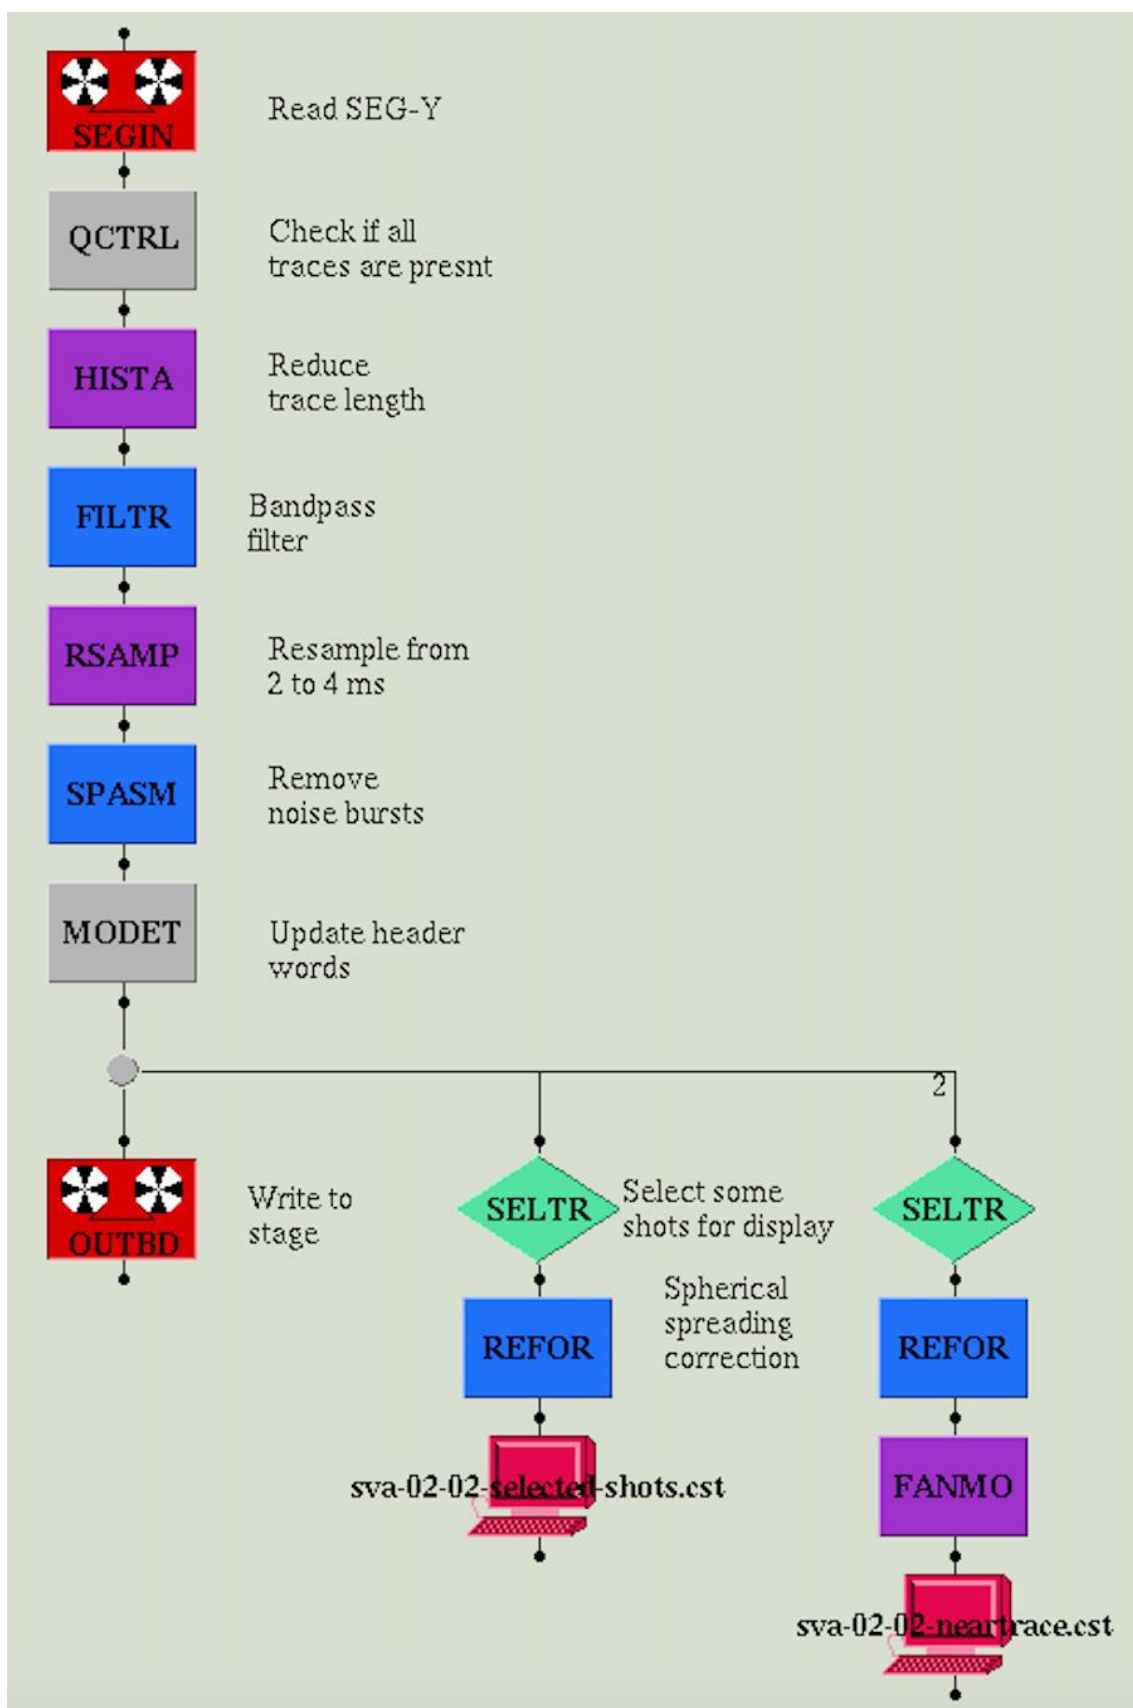 SEGIN
Read SEG-Y
QCTRL
Check if all
traces are presnt
HISTA
Reduce
trace length
FILTR
Bandpass
filter
RSAMP
Resample from
2 to 4 ms
SPASM
Remove
noise bursts
MODET
Update header
words
2
OUTBD
Write to
stage
SELTR
Select some
shots for display
SELTR
REFOR
Spherical
spreading
correction
REFOR
sva-02-02-selected-shots.cst
FANMO
sva-02-02-neartrace.cst